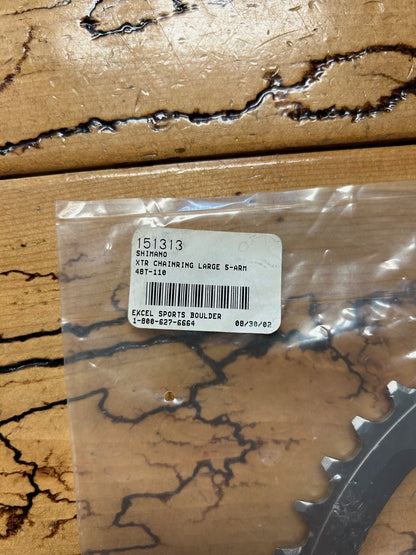 151313
SHIMANO
XTR CHAINRING LARGE 5-ARM
48T-110
EXCEL SPORTS BOULDER
1-800-627-6664 08/30/02